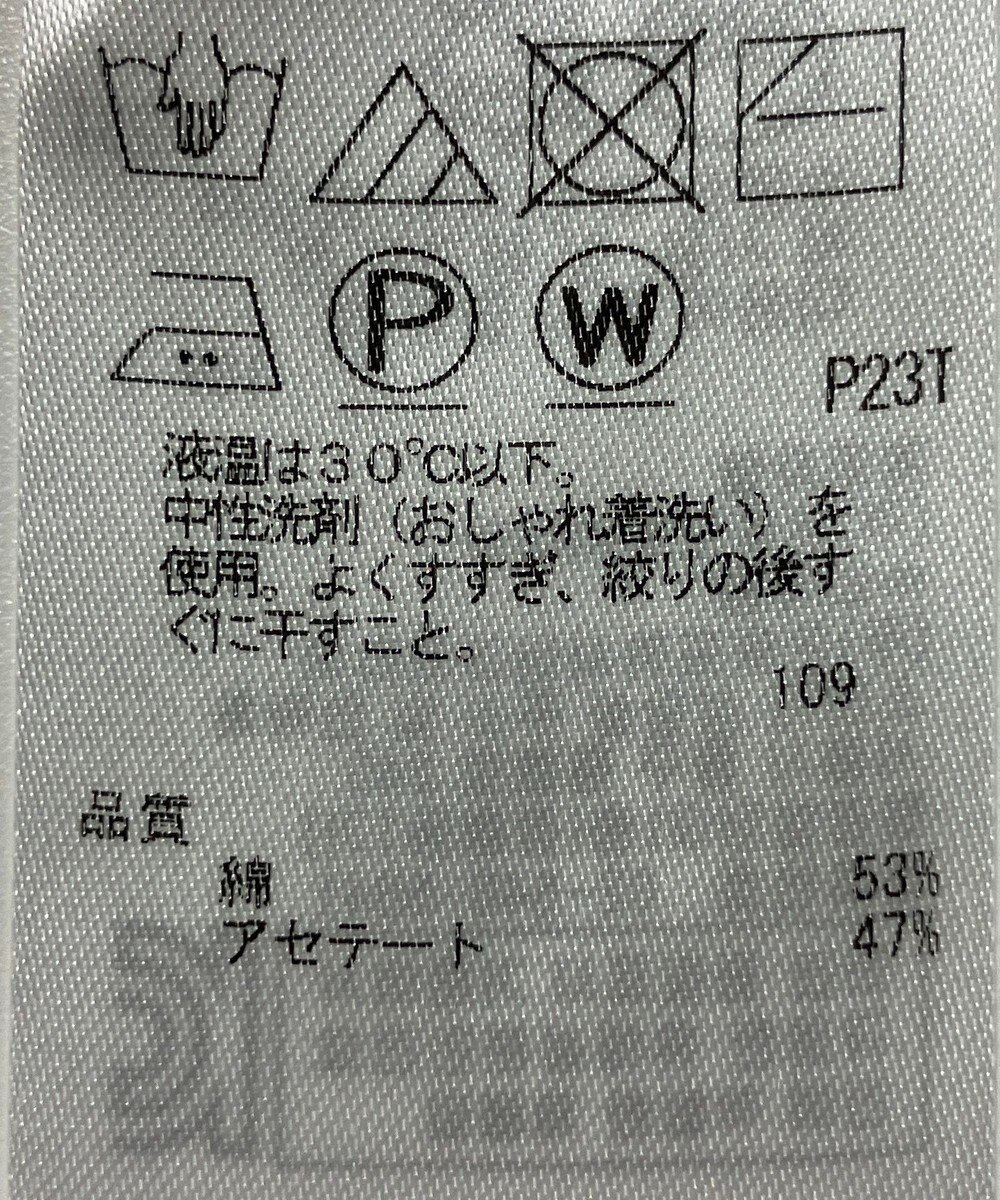 P
W
P23T
液温は30℃以下。
中性洗剤（おしゃれ着洗い）を
使用。よくすすぎ、絞りの後す
ぐに干すこと。
109
品質
綿 53%
アセテート 47%